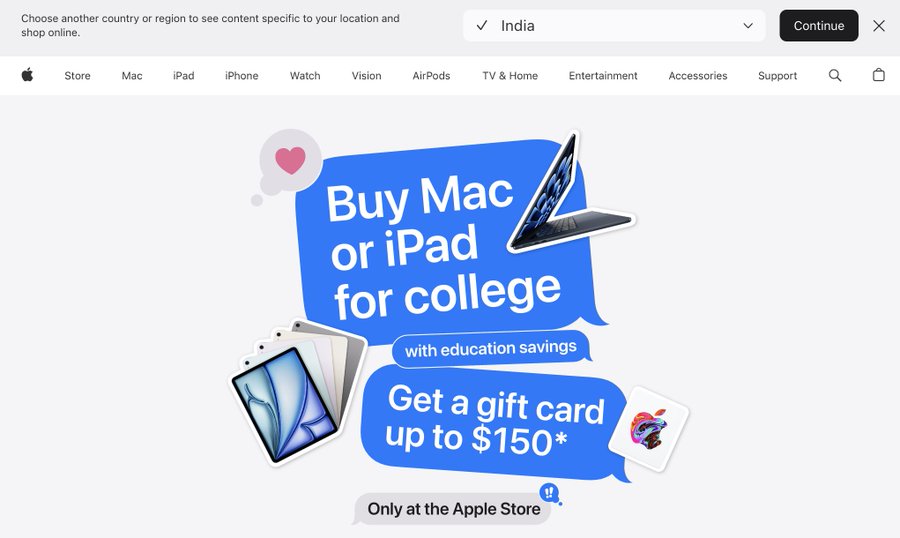 Choose another country or region to see content specific to your location and
shop online.
India
Continue
Store Mac iPad iPhone Watch Vision AirPods TV & Home Entertainment Accessories Support
Buy Mac
or iPad
for college
with education savings
Get a gift card
up to $150*
!!
Only at the Apple Store